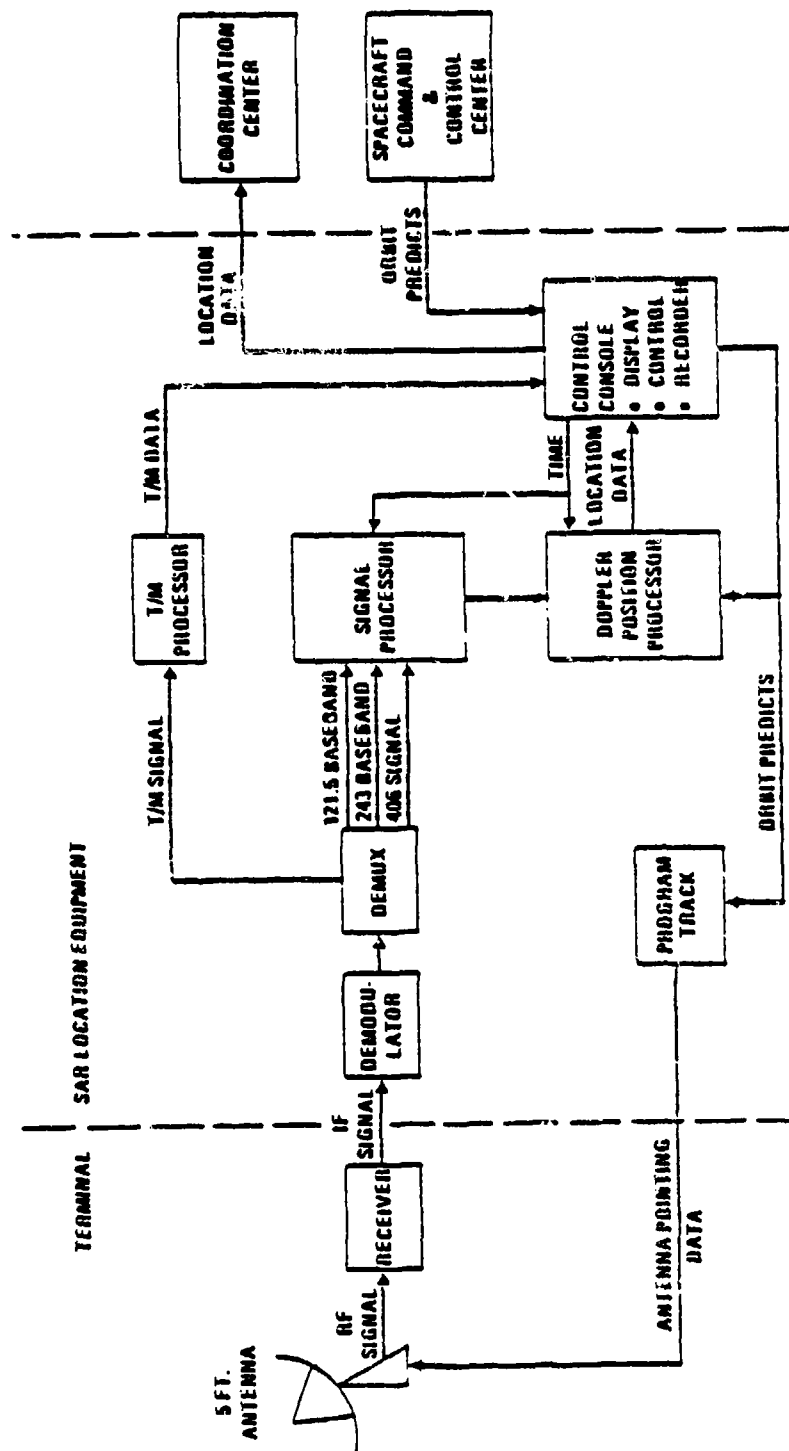 TERMINAL
SAR LOCATION EQUIPMENT
5 FT.
ANTENNA
RF
SIGNAL
RECEIVER
IF
SIGNAL
DEMODU-
LATOR
DEMUX
T/M SIGNAL
T/M
PROCESSOR
T/M DATA
121.5 BASEBAND
243 BASEBAND
406 SIGNAL
SIGNAL
PROCESSOR
TIME
LOCATION
DATA
DOPPLER
POSITION
PROCESSOR
CONTROL
CONSOLE
• DISPLAY
• CONTROL
• RECORDER
LOCATION
DATA
COORDINATION
CENTER
ORBIT
PREDICTS
SPACECRAFT
COMMAND
&
CONTROL
CENTER
ORBIT PREDICTS
PROGRAM
TRACK
ANTENNA POINTING
DATA